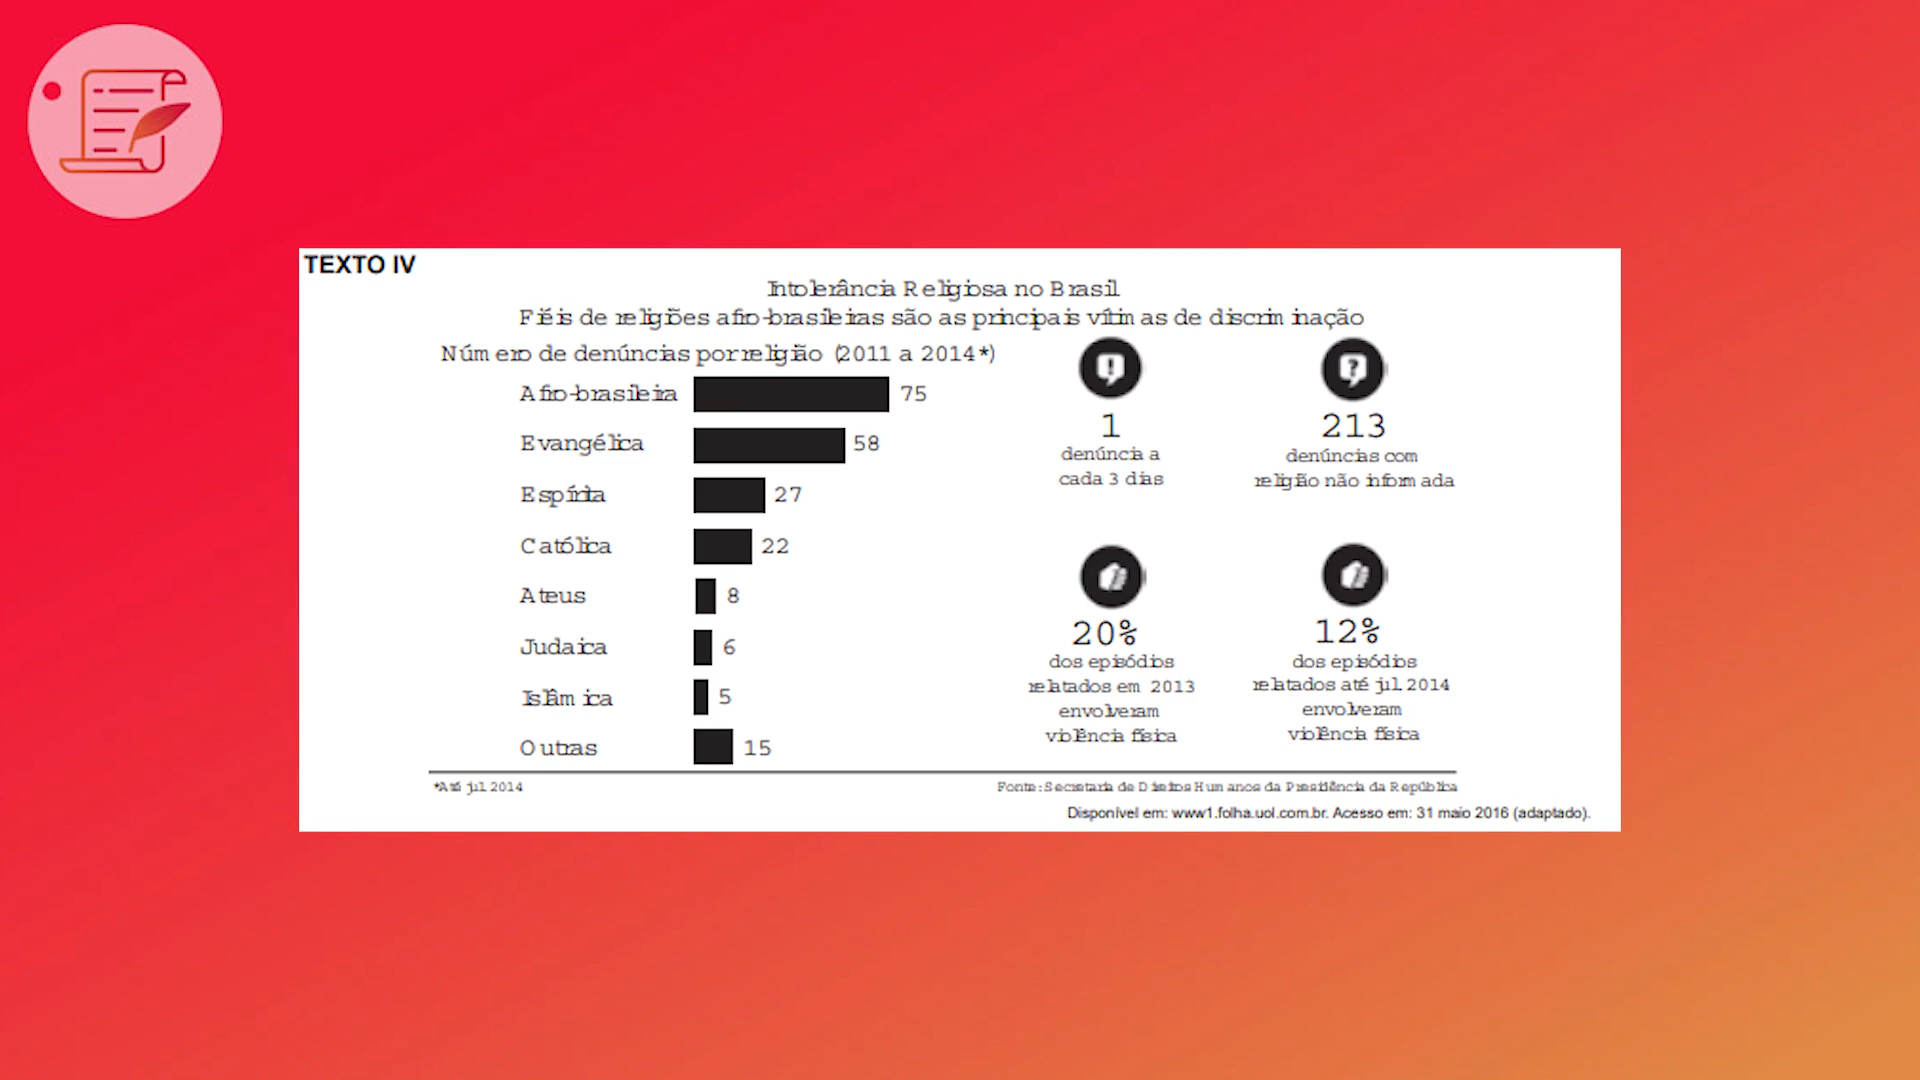 TEXTO IV
Intolerância Religiosa no Brasil
Fiéis de religiões afro-brasileiras são as principais vítimas de discriminação
Número de denúncias por religião (2011 a 2014*)
Afro-brasileira 75
Evangélica 58
Espírita 27
Católica 22
Ateus 8
Judaica 6
Islâmica 5
Outras 15
!
1
denúncia a
cada 3 dias
?
213
denúncias com
religião não informada
20%
dos episódios
relatados em 2013
envolveram
violência física
12%
dos episódios
relatados até jul. 2014
envolveram
violência física
*Até jul. 2014
Fonte: Secretaria de Direitos Humanos da Presidência da República
Disponível em: www1.folha.uol.com.br. Acesso em: 31 maio 2016 (adaptado).